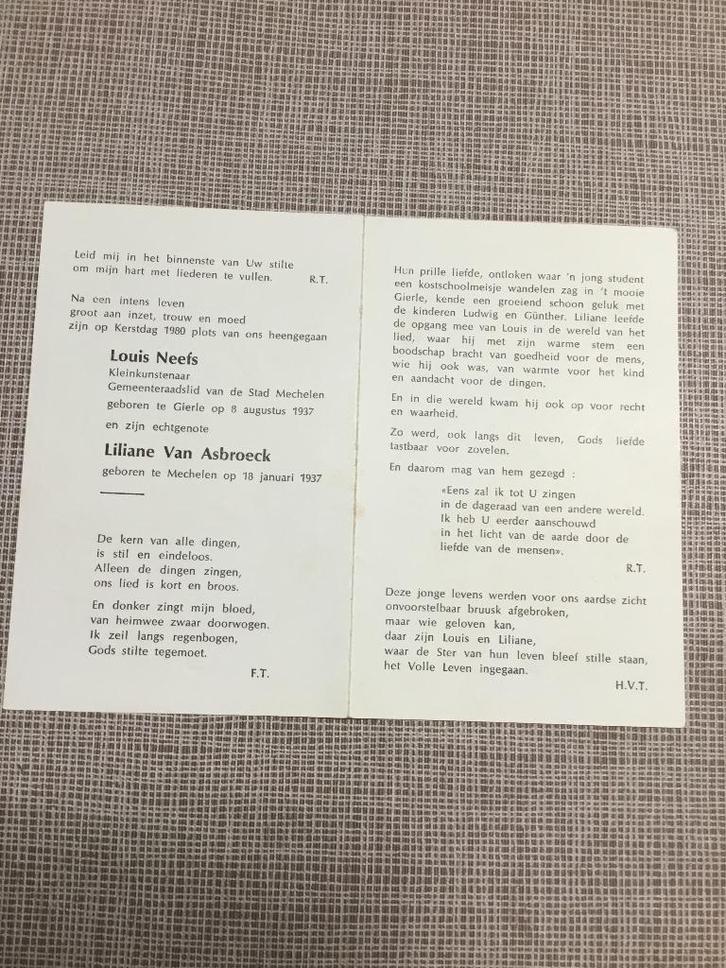 Leid mij in het binnenste van Uw stilte
om mijn hart met liederen te vullen. R.T.
Na een intens leven
groot aan inzet, trouw en moed
zijn op Kerstdag 1980 plots van ons heengegaan
Louis Neefs
Kleinkunstenaar
Gemeenteraadslid van de Stad Mechelen
geboren te Gierle op 8 augustus 1937
en zijn echtgenote
Liliane Van Asbroeck
geboren te Mechelen op 18 januari 1937
De kern van alle dingen,
is stil en eindeloos.
Alleen de dingen zingen,
ons lied is kort en broos.
En donker zingt mijn bloed,
van heimwee zwaar doorwogen.
Ik zeil langs regenbogen,
Gods stilte tegemoet.
F.T.
Hun prille liefde, ontloken waar 'n jong student
een kostschoolmeisje wandelen zag in 't mooie
Gierle, kende een groeiend schoon geluk met
de kinderen Ludwig en Günther. Liliane leefde
de opgang mee van Louis in de wereld van het
lied, waar hij met zijn warme stem een
boodschap bracht van goedheid voor de mens,
wie hij ook was, van warmte voor het kind
en aandacht voor de dingen.
En in die wereld kwam hij ook op voor recht
en waarheid.
Zo werd, ook langs dit leven, Gods liefde
tastbaar voor zovelen.
En daarom mag van hem gezegd :
«Eens zal ik tot U zingen
in de dageraad van een andere wereld.
Ik heb U eerder aanschouwd
in het licht van de aarde door de
liefde van de mensen».
R.T.
Deze jonge levens werden voor ons aardse zicht
onvoorstelbaar bruusk afgebroken,
maar wie geloven kan,
daar zijn Louis en Liliane,
waar de Ster van hun leven bleef stille staan,
het Volle Leven ingegaan.
H.V.T.